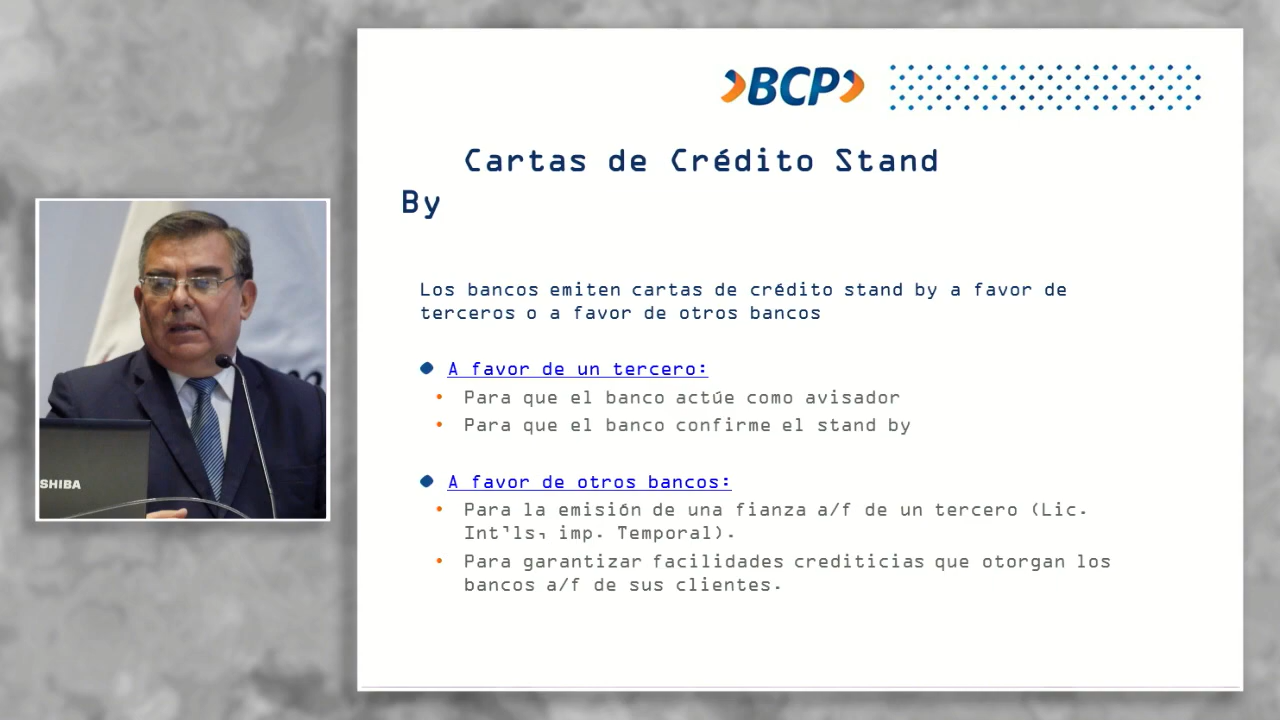 BCP
Cartas de Crédito Stand
By
Los bancos emiten cartas de crédito stand by a favor de
terceros o a favor de otros bancos
A favor de un tercero:
Para que el banco actúe como avisador
Para que el banco confirme el stand by
A favor de otros bancos:
Para la emisión de una fianza a/f de un tercero (Lic.
Int'ls, imp. Temporal).
Para garantizar facilidades crediticias que otorgan los
bancos a/f de sus clientes.
SHIBA